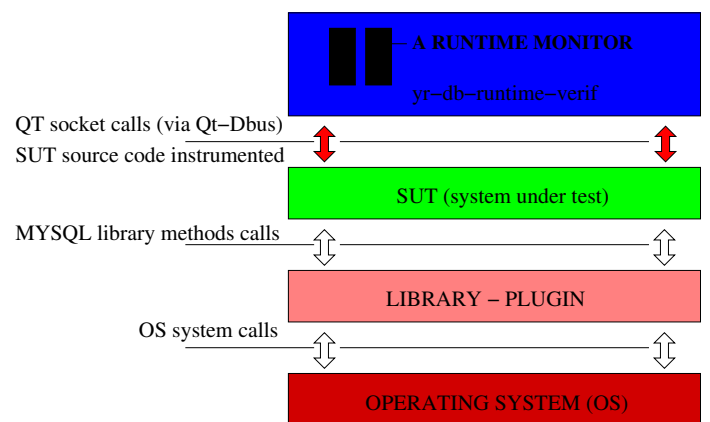 A RUNTIME MONITOR
yr−db−runtime−verif
QT socket calls (via Qt−Dbus)
SUT source code instrumented
SUT (system under test)
MYSQL library methods calls
LIBRARY − PLUGIN
OS system calls
OPERATING SYSTEM (OS)